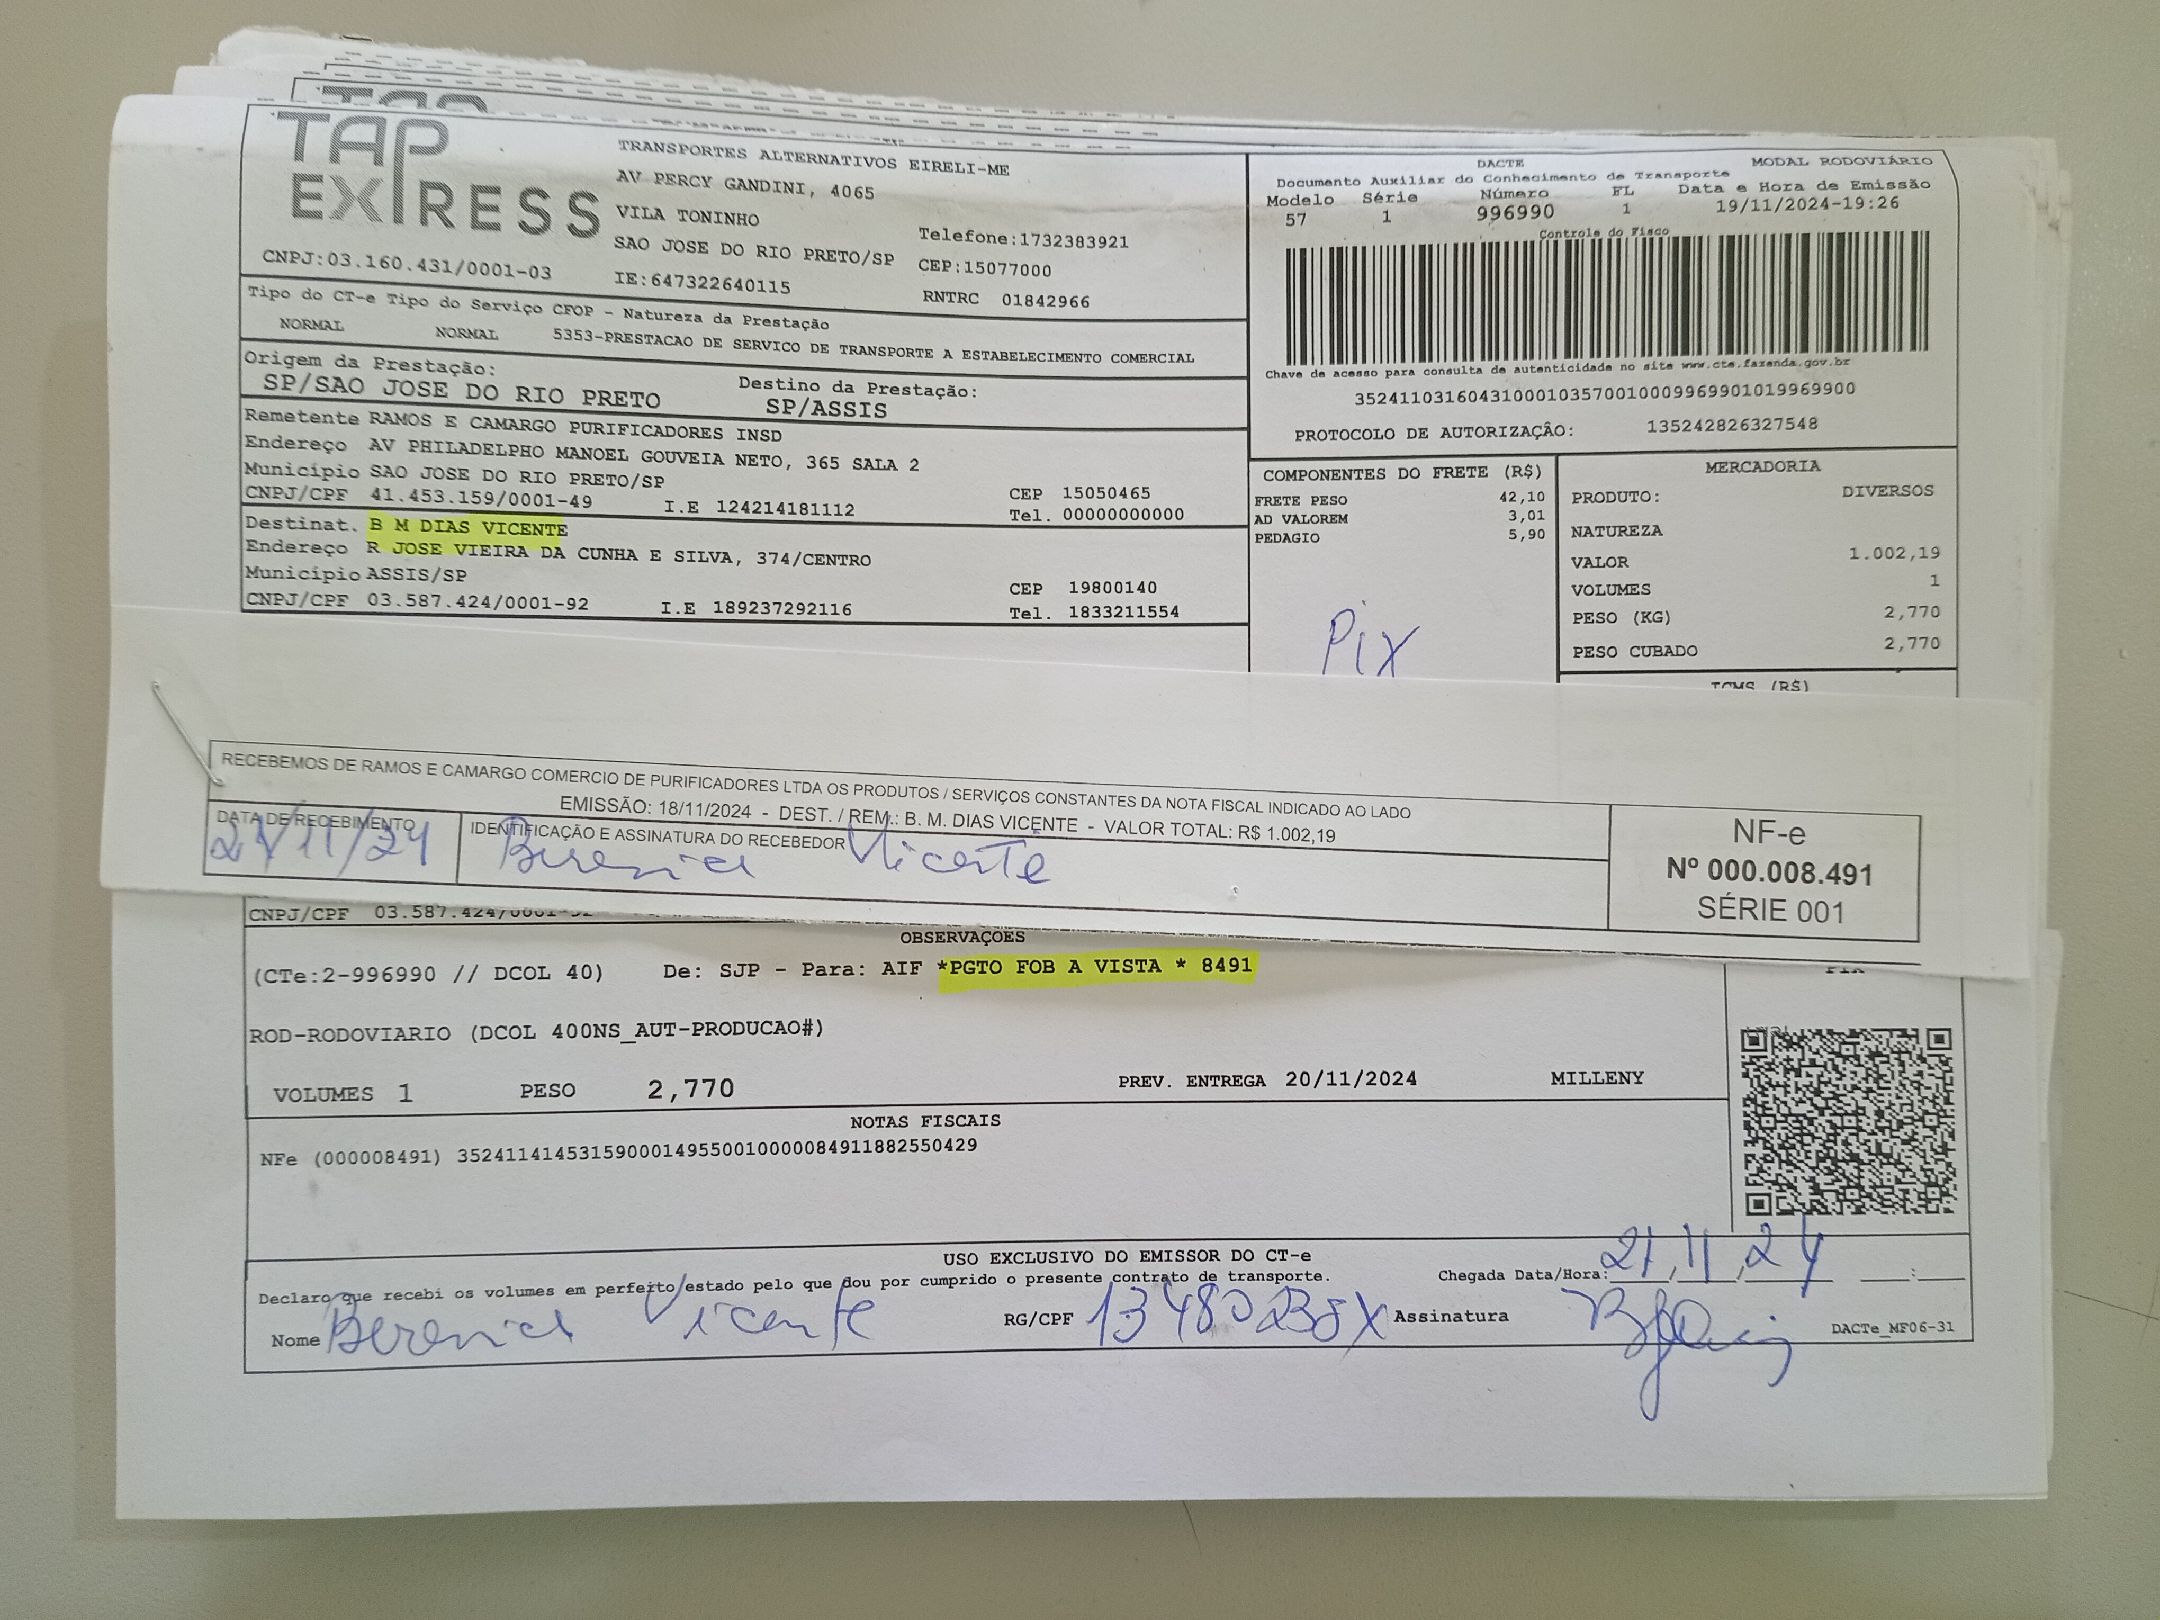 TAP EXPRESS
TRANSPORTES ALTERNATIVOS EIRELI-ME
AV PERCY GANDINI, 4065
VILA TONINHO
SAO JOSE DO RIO PRETO/SP
Telefone:1732383921
CEP:15077000
CNPJ:03.160.431/0001-03
IE:647322640115
RNTRC 01842966
Tipo do CT-e Tipo do Serviço CFOP - Natureza da Prestação
NORMAL NORMAL 5353-PRESTACAO DE SERVICO DE TRANSPORTE A ESTABELECIMENTO COMERCIAL
Origem da Prestação:
SP/SAO JOSE DO RIO PRETO
Destino da Prestação:
SP/ASSIS
Remetente RAMOS E CAMARGO PURIFICADORES INSD
Endereço AV PHILADELPHO MANOEL GOUVEIA NETO, 365 SALA 2
Município SAO JOSE DO RIO PRETO/SP
CEP 15050465
CNPJ/CPF 41.453.159/0001-49 I.E 124214181112
Tel. 00000000000
Destinat. B M DIAS VICENTE
Endereço R JOSE VIEIRA DA CUNHA E SILVA, 374/CENTRO
Município ASSIS/SP
CEP 19800140
CNPJ/CPF 03.587.424/0001-92 I.E 189237292116
Tel. 1833211554
DACTE MODAL RODOVIÁRIO
Documento Auxiliar do Conhecimento de Transporte
Modelo Série Número FL Data e Hora de Emissão
57 1 996990 1 19/11/2024-19:26
Controle do Fisco
Chave de acesso para consulta de autenticidade no site www.cte.fazenda.gov.br
35241103160431000103570010009969901019969900
PROTOCOLO DE AUTORIZAÇÃO: 135242826327548
COMPONENTES DO FRETE (R$)
FRETE PESO 42,10
AD VALOREM 3,01
PEDAGIO 5,90
Pix
MERCADORIA
PRODUTO: DIVERSOS
NATUREZA
VALOR 1.002,19
VOLUMES 1
PESO (KG) 2,770
PESO CUBADO 2,770
ICMS (R$)
RECEBEMOS DE RAMOS E CAMARGO COMERCIO DE PURIFICADORES LTDA OS PRODUTOS / SERVIÇOS CONSTANTES DA NOTA FISCAL INDICADO AO LADO
EMISSÃO: 18/11/2024 - DEST. / REM.: B. M. DIAS VICENTE - VALOR TOTAL: R$ 1.002,19
DATA DE RECEBIMENTO
21/11/24
IDENTIFICAÇÃO E ASSINATURA DO RECEBEDOR
Berenice Vicente
NF-e
Nº 000.008.491
SÉRIE 001
CNPJ/CPF 03.587.424/0001-92
OBSERVAÇOES
(CTe:2-996990 // DCOL 40) De: SJP - Para: AIF *PGTO FOB A VISTA * 8491
ROD-RODOVIARIO (DCOL 400NS_AUT-PRODUCAO#)
VOLUMES 1 PESO 2,770 PREV. ENTREGA 20/11/2024 MILLENY
NOTAS FISCAIS
NFe (000008491) 35241141453159000149550010000084911882550429
USO EXCLUSIVO DO EMISSOR DO CT-e
Declaro que recebi os volumes em perfeito estado pelo que dou por cumprido o presente contrato de transporte.
Chegada Data/Hora: 21, 11, 24 :
Nome Berenice Vicente
RG/CPF 13480238X
Assinatura
DACTe_MF06-31